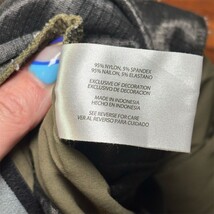 95% NYLON, 5% SPANDEX
95% NAILON, 5% ELASTANO
EXCLUSIVE OF DECORATION
EXCLUSIVO DE DECORACION
MADE IN INDONESIA
HECHO EN INDONESIA
SEE REVERSE FOR CARE
VER AL REVERSO PARA CUIDADO